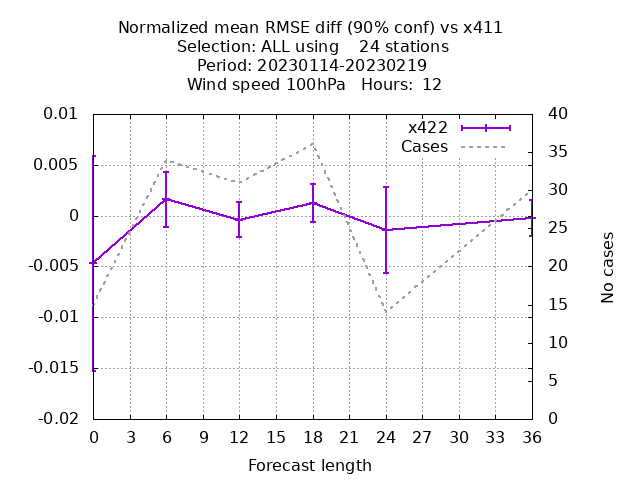 Normalized mean RMSE diff (90% conf) vs x411
Selection: ALL using    24 stations
Period: 20230114-20230219
Wind speed 100hPa   Hours:  12
x422
Cases
0.01
0.005
0
-0.005
-0.01
-0.015
-0.02
40
35
30
25
20
15
10
5
0
No cases
0 3 6 9 12 15 18 21 24 27 30 33 36
Forecast length